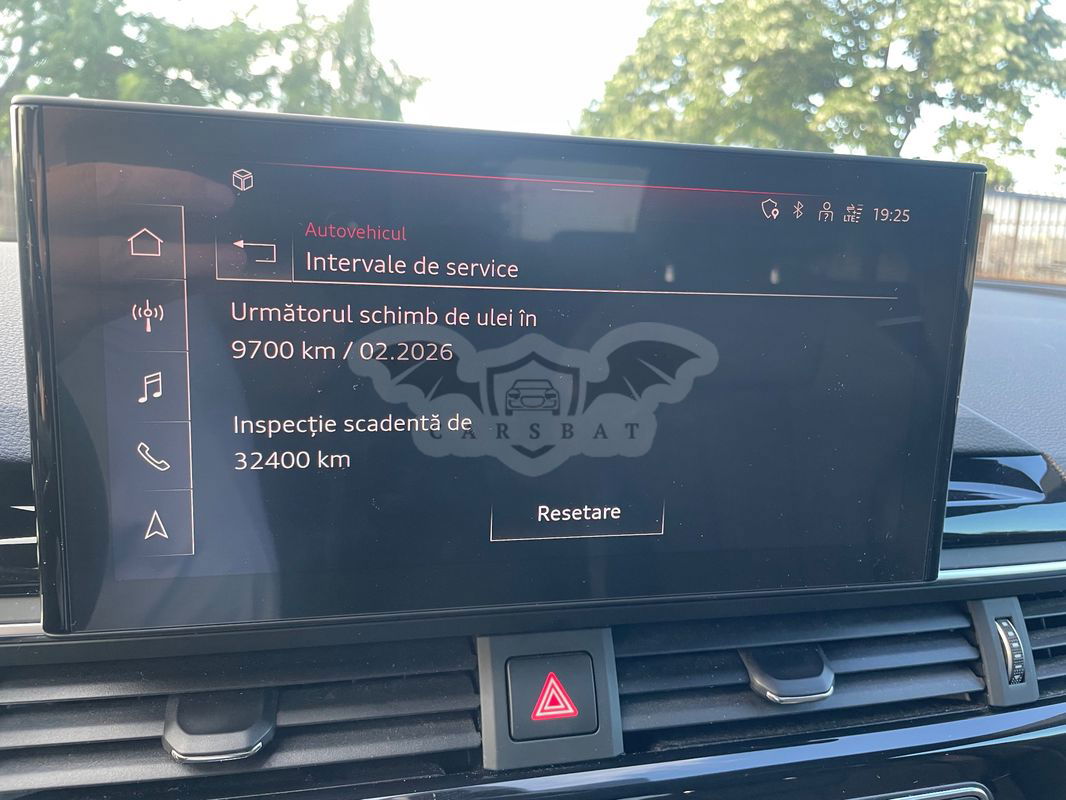 LTE 19:25
Autovehicul
Intervale de service
Următorul schimb de ulei în
9700 km / 02.2026
Inspecție scadentă de
32400 km
CARSBAT
Resetare